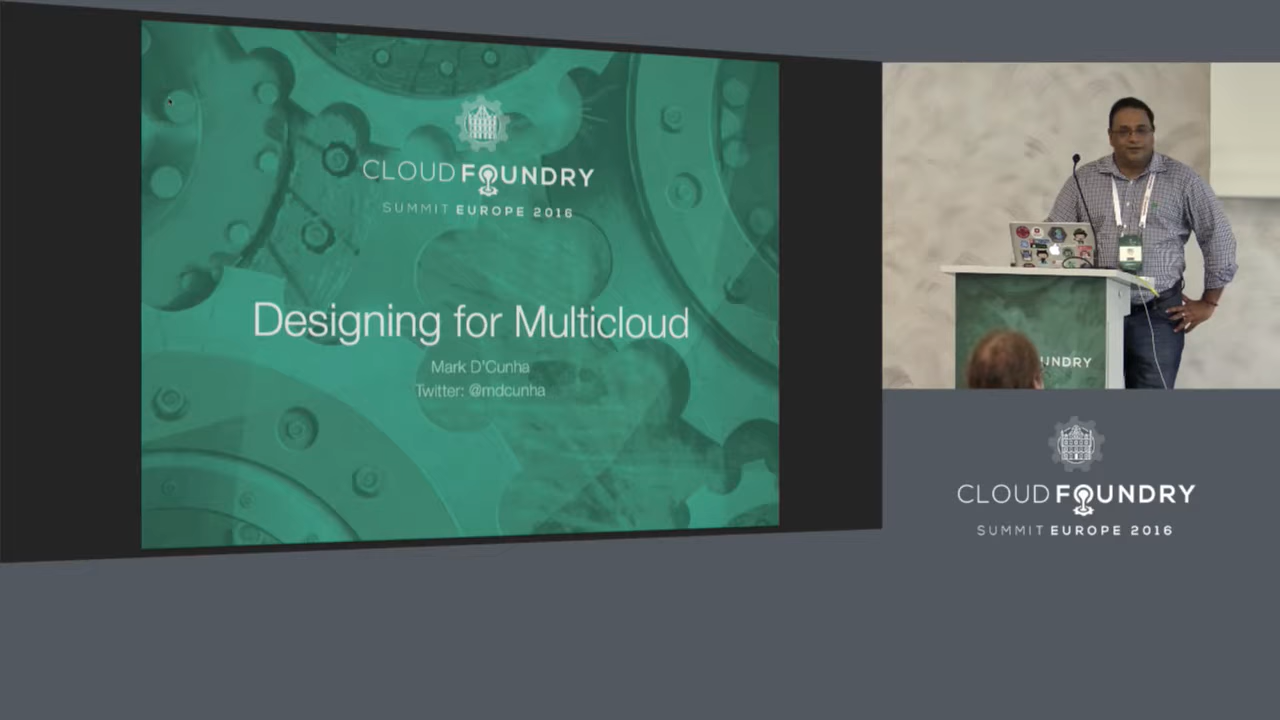 CLOUD FOUNDRY
SUMMIT EUROPE 2016
Designing for Multicloud
Mark D'Cunha
Twitter: @mdcunha
UNDRY
CLOUD FOUNDRY
SUMMIT EUROPE 2016